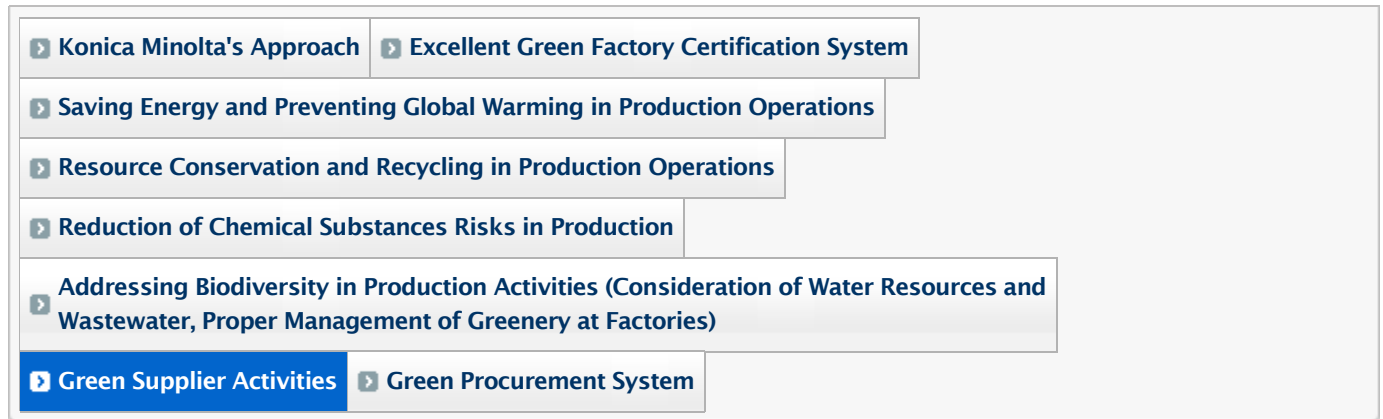 Konica Minolta's Approach
Excellent Green Factory Certification System
Saving Energy and Preventing Global Warming in Production Operations
Resource Conservation and Recycling in Production Operations
Reduction of Chemical Substances Risks in Production
Addressing Biodiversity in Production Activities (Consideration of Water Resources and
Wastewater, Proper Management of Greenery at Factories)
Green Supplier Activities
Green Procurement System